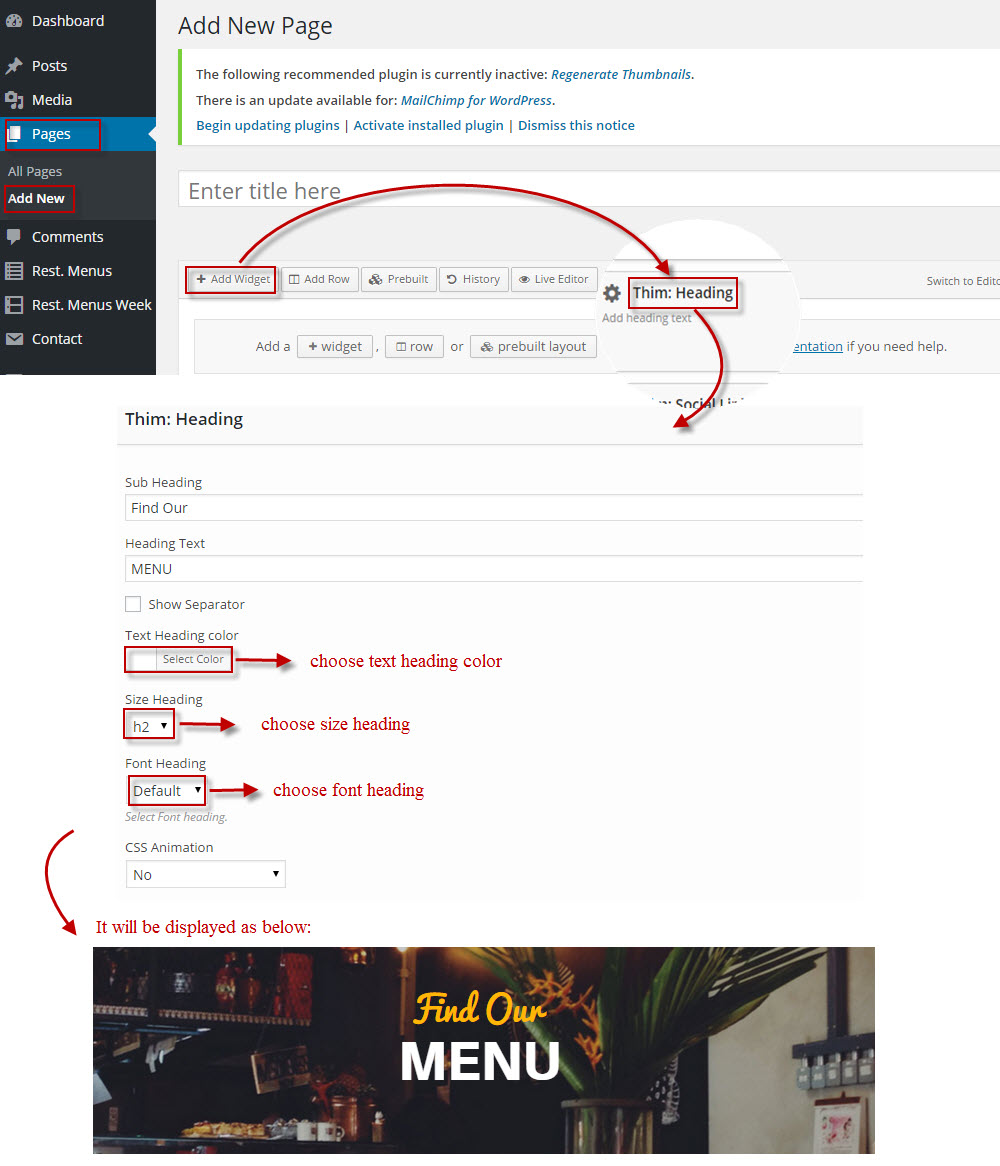 Dashboard
Posts
Media
Pages
All Pages
Add New
Comments
Rest. Menus
Rest. Menus Week
Contact
Add New Page
The following recommended plugin is currently inactive: Regenerate Thumbnails.
There is an update available for: MailChimp for WordPress.
Begin updating plugins | Activate installed plugin | Dismiss this notice
Enter title here
+ Add Widget Add Row Prebuilt History Live Editor
Switch to Edito
Thim: Heading
Add heading text
Add a + widget , row or prebuilt layout
entation if you need help.
Social
Thim: Heading
Sub Heading
Find Our
Heading Text
MENU
Show Separator
Text Heading color
Select Color choose text heading color
Size Heading
h2 choose size heading
Font Heading
Default choose font heading
Select Font heading.
CSS Animation
No
It will be displayed as below:
Find Our
MENU